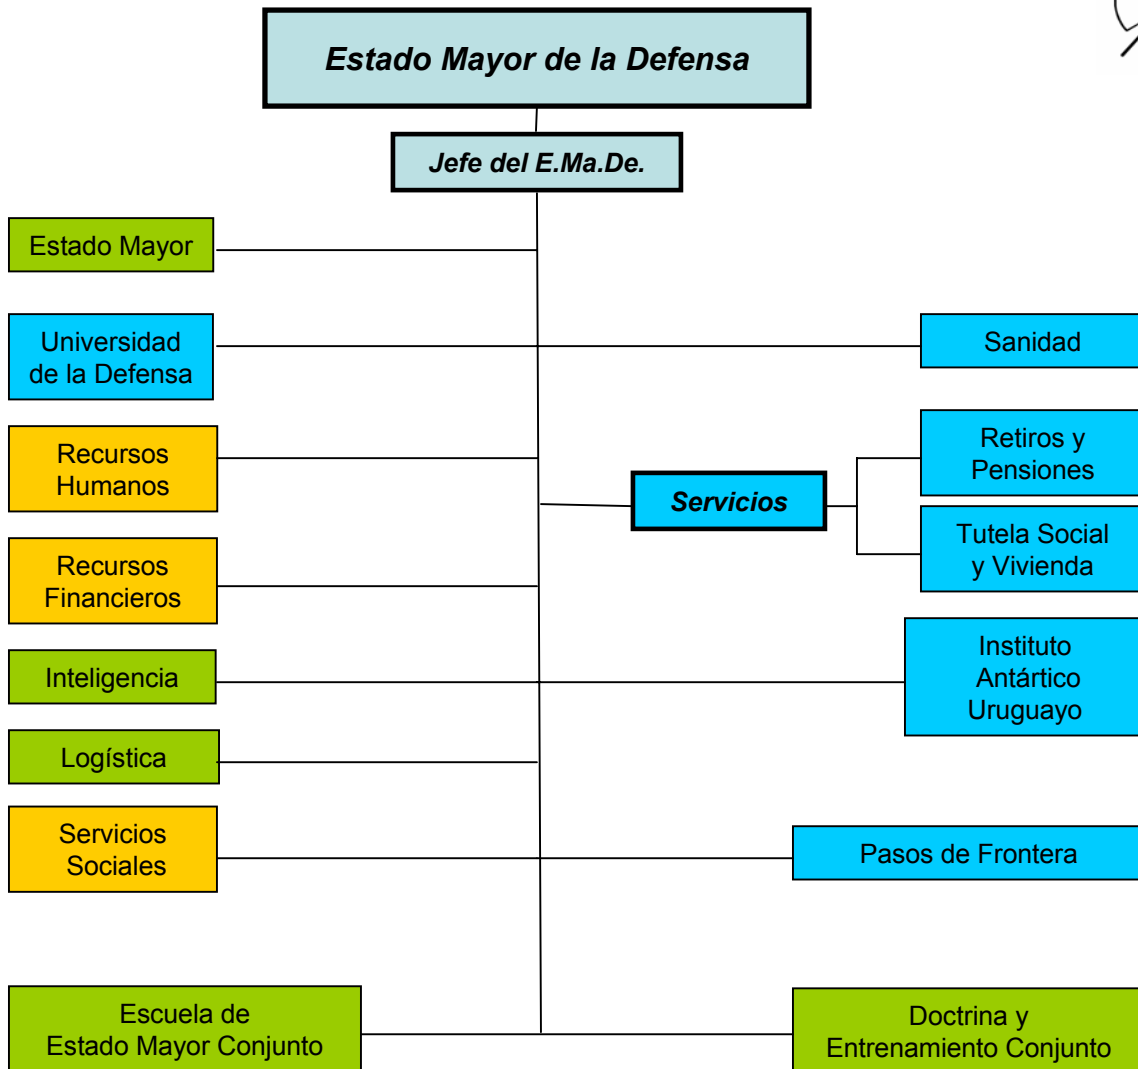 Estado Mayor de la Defensa
Jefe del E.Ma.De.
Estado Mayor
Universidad
de la Defensa
Sanidad
Recursos
Humanos
Retiros y
Pensiones
Servicios
Tutela Social
y Vivienda
Recursos
Financieros
Inteligencia
Instituto
Antártico
Uruguayo
Logística
Servicios
Sociales
Pasos de Frontera
Escuela de
Estado Mayor Conjunto
Doctrina y
Entrenamiento Conjunto